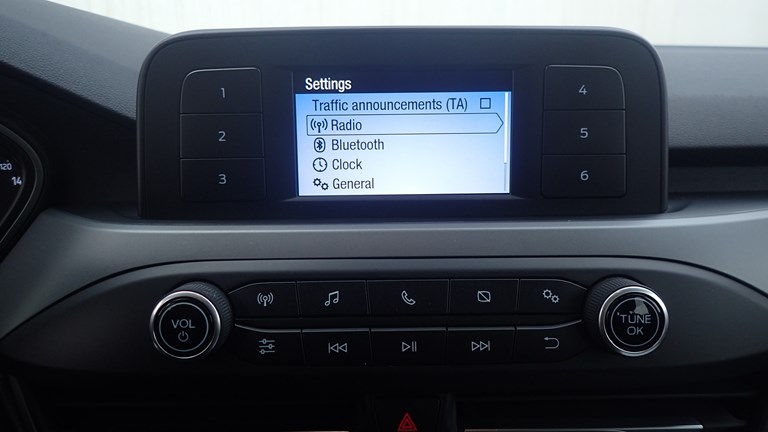 Settings
Traffic announcements (TA)
Radio
Bluetooth
Clock
General
1
2
3
4
5
6
VOL
TUNE
OK
120
14